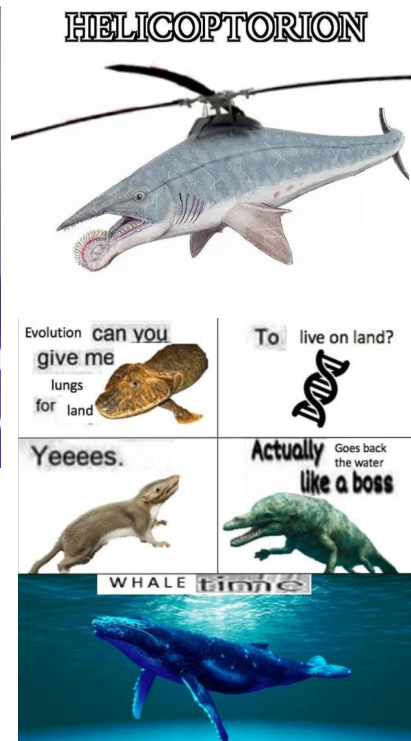 HELICOPTORION
Evolution can you
give me
lungs
for land
To live on land?
Yeeees.
Actually Goes back
the water
like a boss
WHALE time